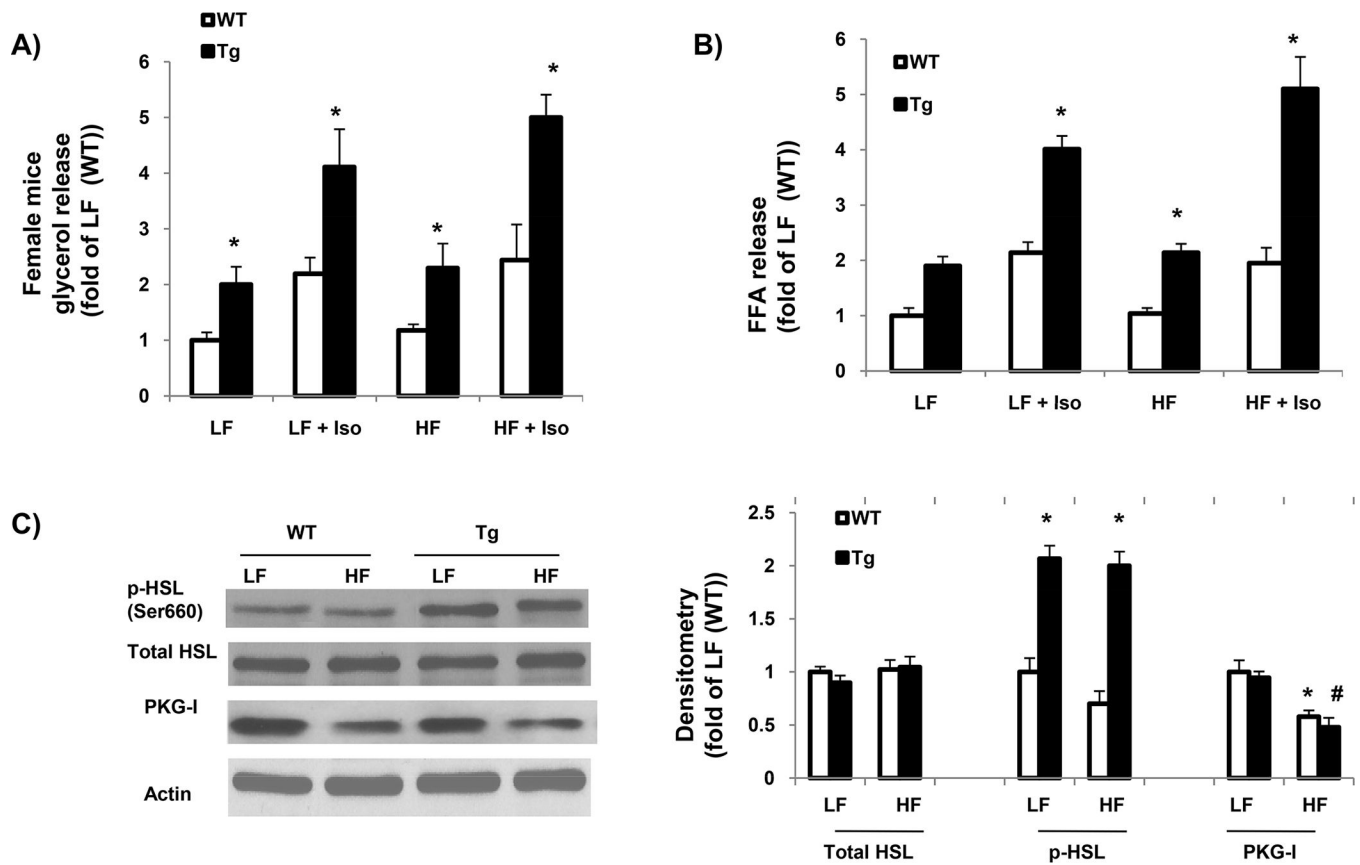 A)
WT
Tg
Female mice
glycerol release
(fold of LF (WT))
6
5
4
3
2
1
0
*
*
*
*
LF
LF + Iso
HF
HF + Iso
B)
WT
Tg
FFA release
(fold of LF (WT))
6
5
4
3
2
1
0
*
*
*
LF
LF + Iso
HF
HF + Iso
C)
WT
Tg
LF
HF
LF
HF
p-HSL
(Ser660)
Total HSL
PKG-I
Actin
WT
Tg
Densitometry
(fold of LF (WT))
2.5
2
1.5
1
0.5
0
*
*
*
#
LF
HF
LF
HF
LF
HF
Total HSL
p-HSL
PKG-I